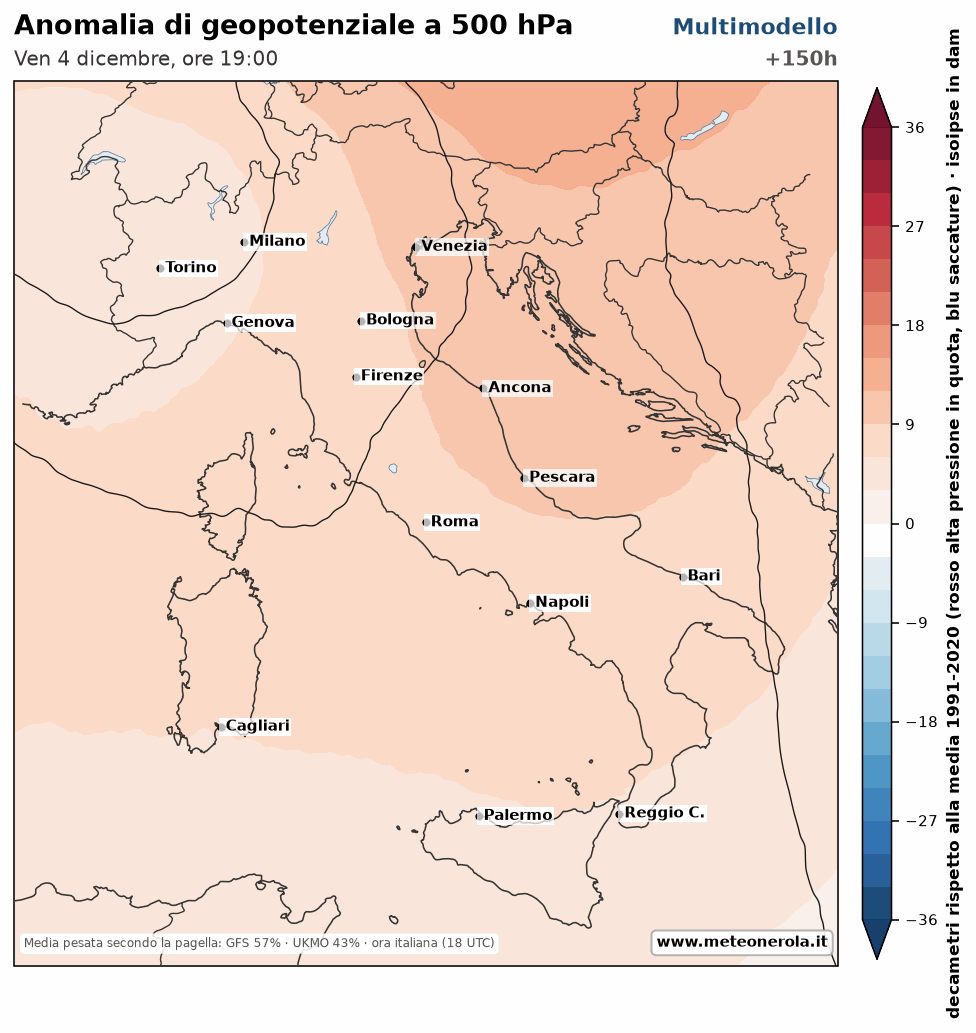 Anomalia di geopotenziale a 500 hPa
Multimodello
Ven 4 dicembre, ore 19:00
+150h
Milano
Venezia
Torino
Genova
Bologna
Firenze
Ancona
Pescara
Roma
Bari
Napoli
Cagliari
Palermo
Reggio C.
Media pesata secondo la pagella: GFS 57% · UKMO 43% · ora italiana (18 UTC)
www.meteonerola.it
36
27
18
9
0
−9
−18
−27
−36
decametri rispetto alla media 1991-2020 (rosso alta pressione in quota, blu saccature) · isoipse in dam